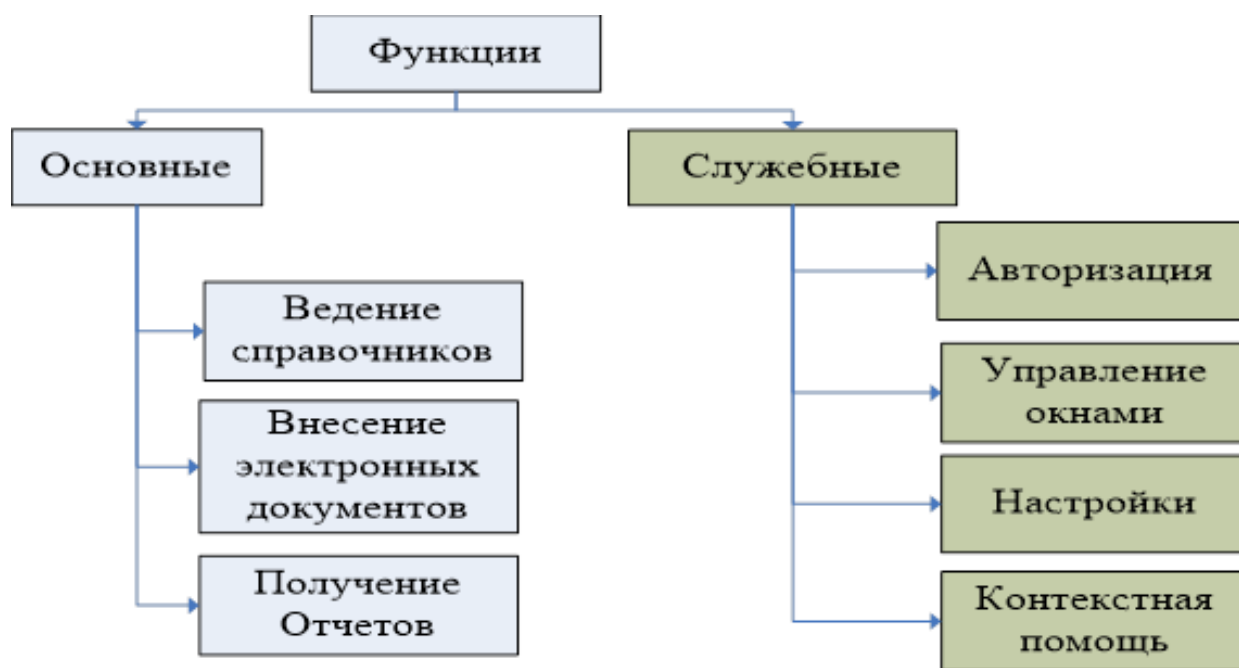 Функции
Основные
Служебные
Ведение
справочников
Внесение
электронных
документов
Получение
Отчетов
Авторизация
Управление
окнами
Настройки
Контекстная
помощь